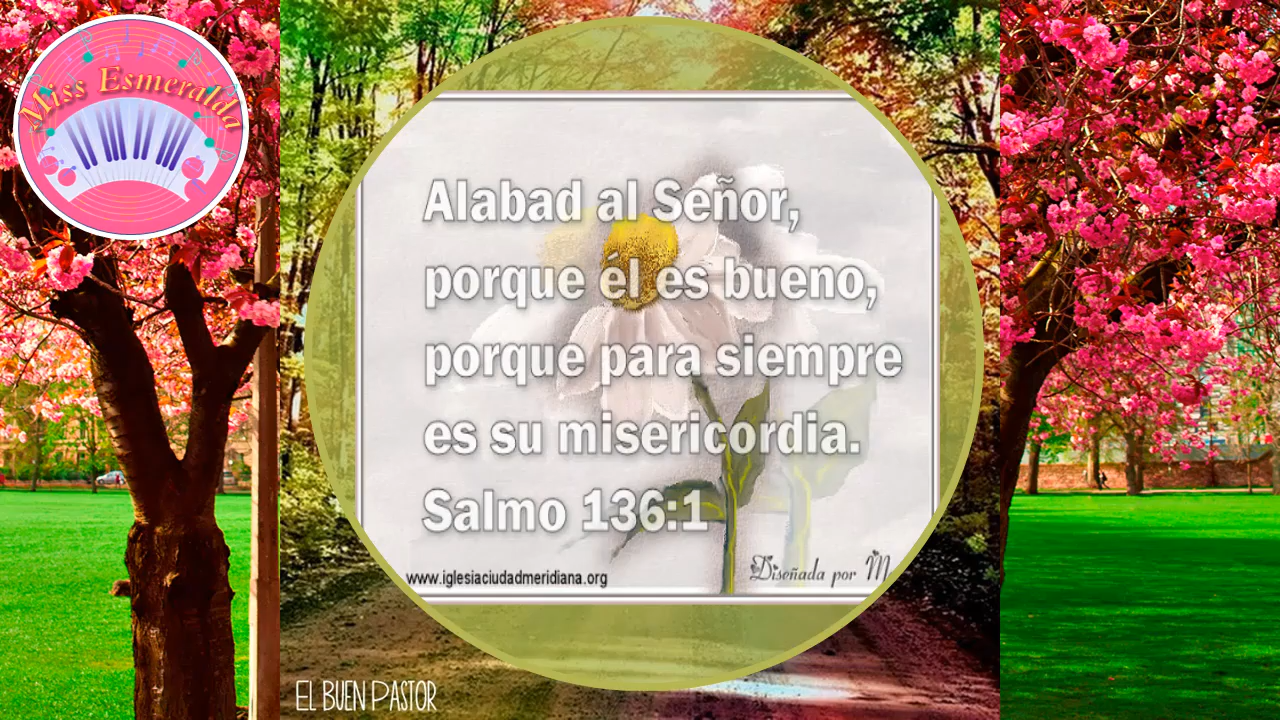 Miss Esmeralda
Alabad al Señor,
porque él es bueno,
porque para siempre
es su misericordia.
Salmo 136:1
www.iglesiaciudadmeridiana.org
Diseñada por M
EL BUEN PASTOR